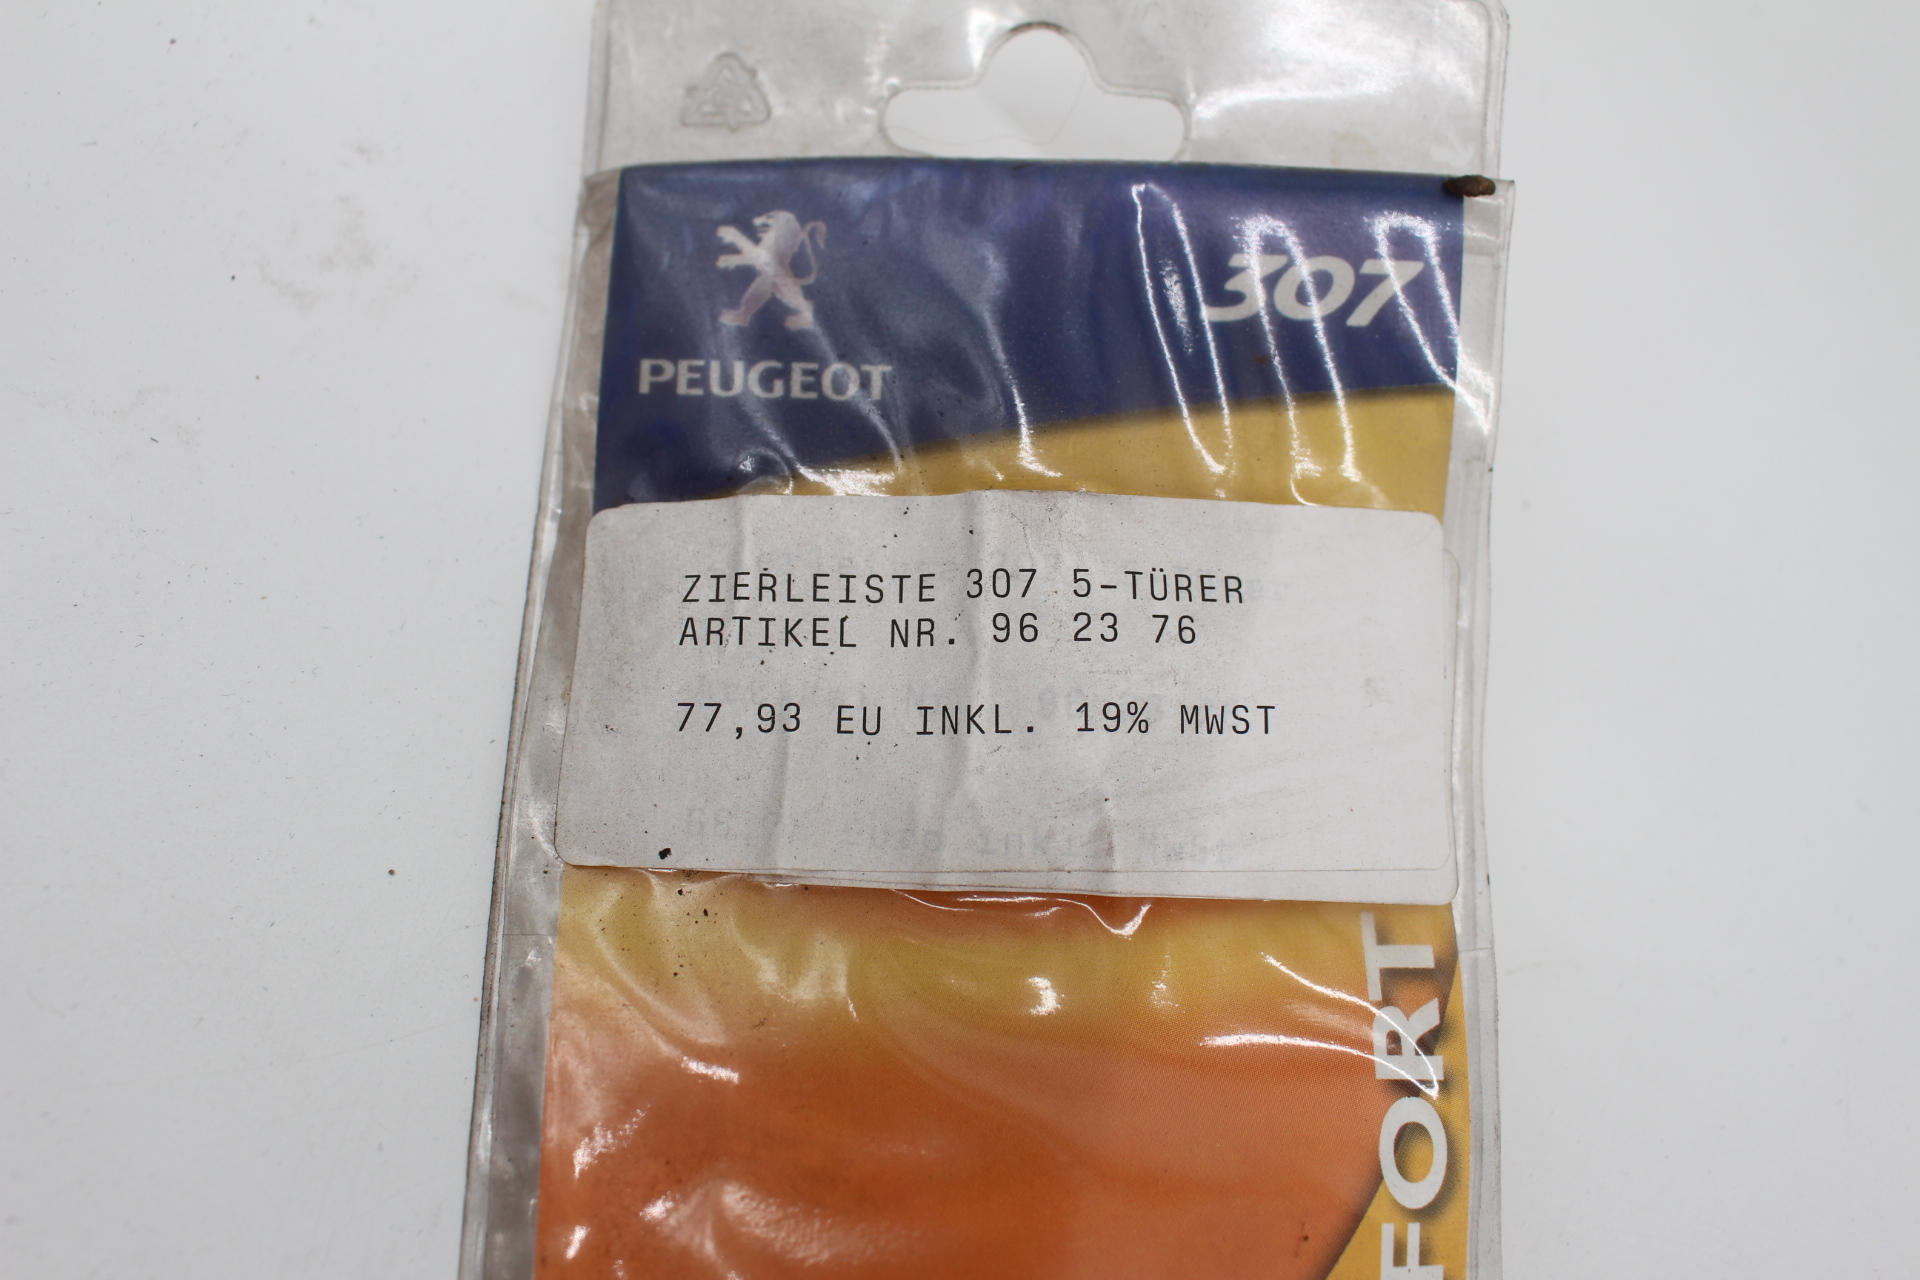 PEUGEOT
307
ZIERLEISTE 307 5-TÜRER
ARTIKEL NR. 96 23 76
77,93 EU INKL. 19% MWST
FORT